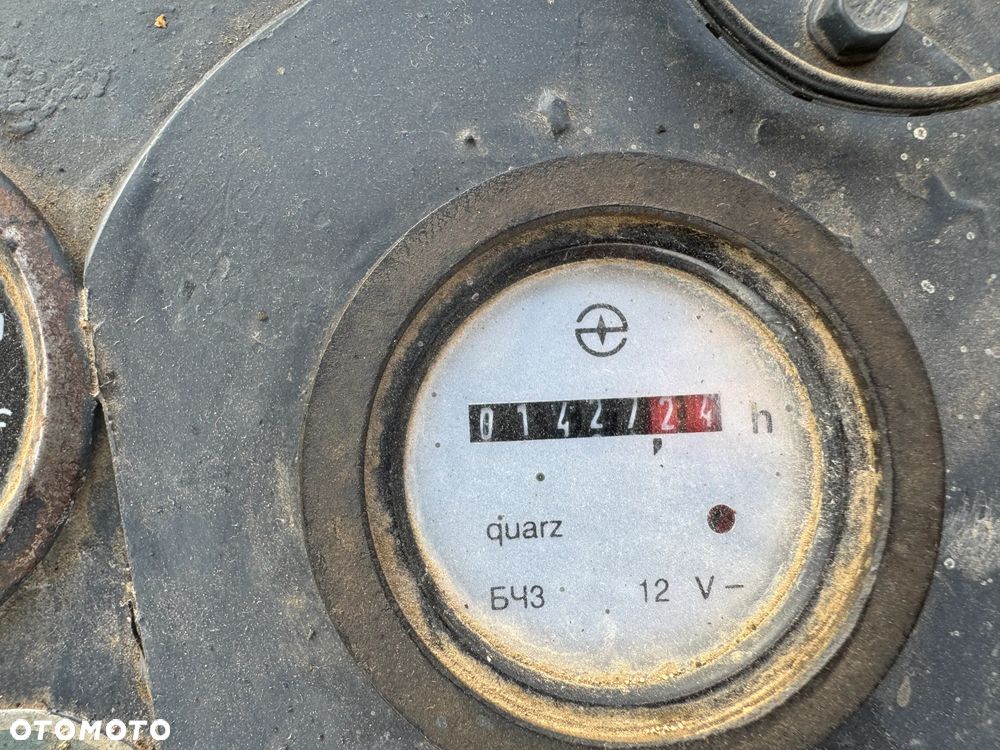 0142724 h
quarz
БЧЗ 12 V–
OTOMOTO